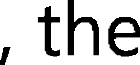 , the